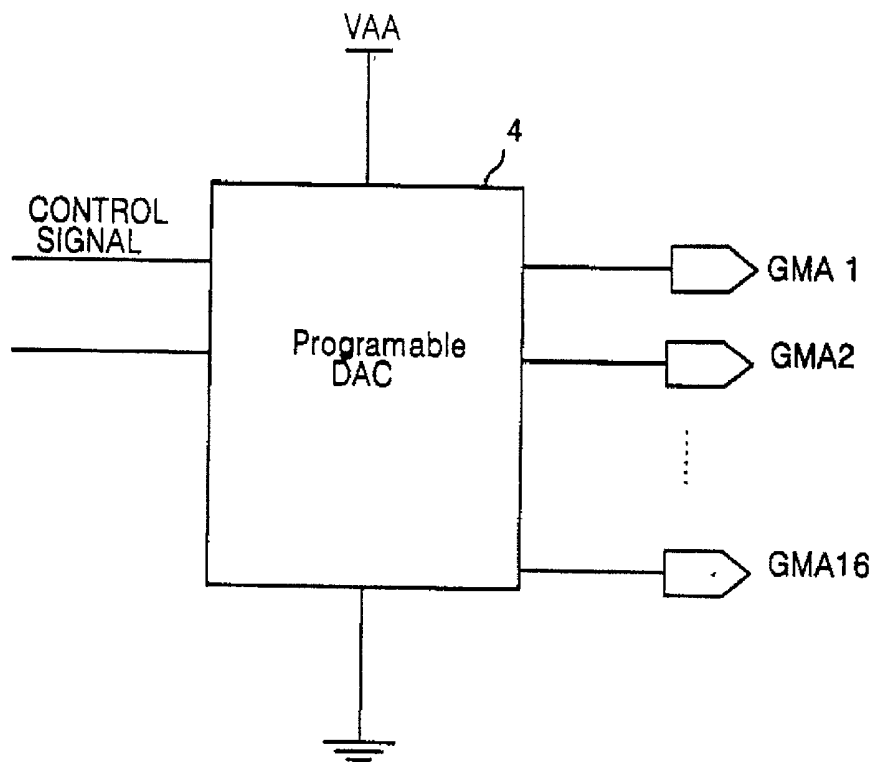 VAA
4
CONTROL
SIGNAL
GMA 1
Programable
DAC
GMA2
GMA16